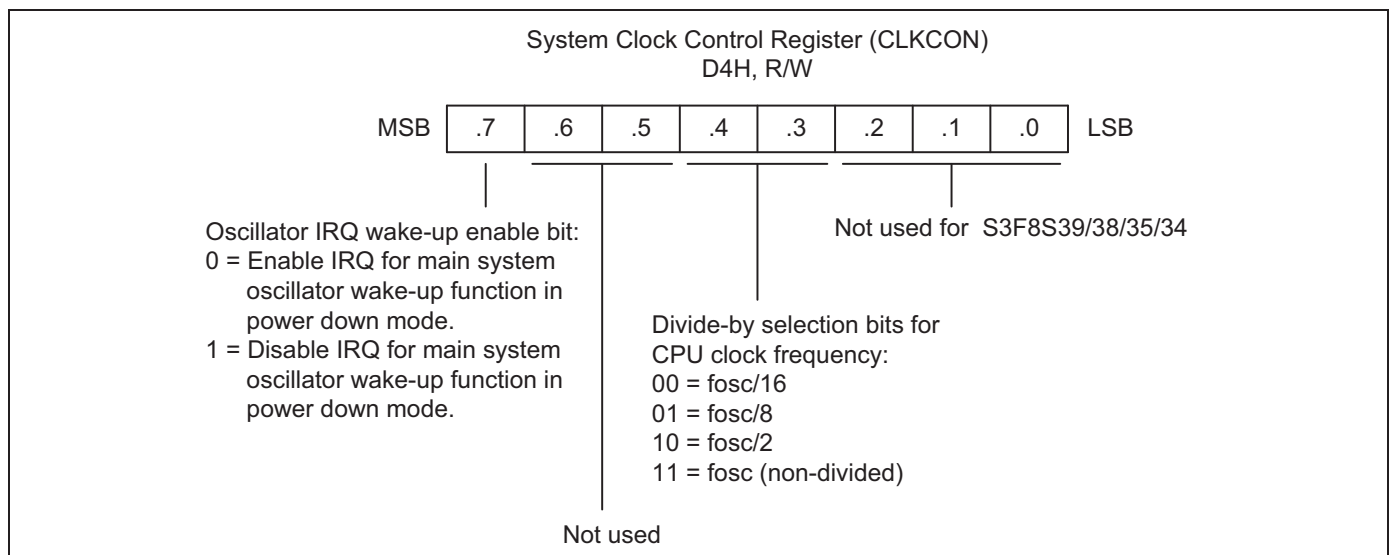 System Clock Control Register (CLKCON)
D4H, R/W
MSB .7 .6 .5 .4 .3 .2 .1 .0 LSB
Oscillator IRQ wake-up enable bit:
0 = Enable IRQ for main system
oscillator wake-up function in
power down mode.
1 = Disable IRQ for main system
oscillator wake-up function in
power down mode.
Not used
Divide-by selection bits for
CPU clock frequency:
00 = fosc/16
01 = fosc/8
10 = fosc/2
11 = fosc (non-divided)
Not used for S3F8S39/38/35/34